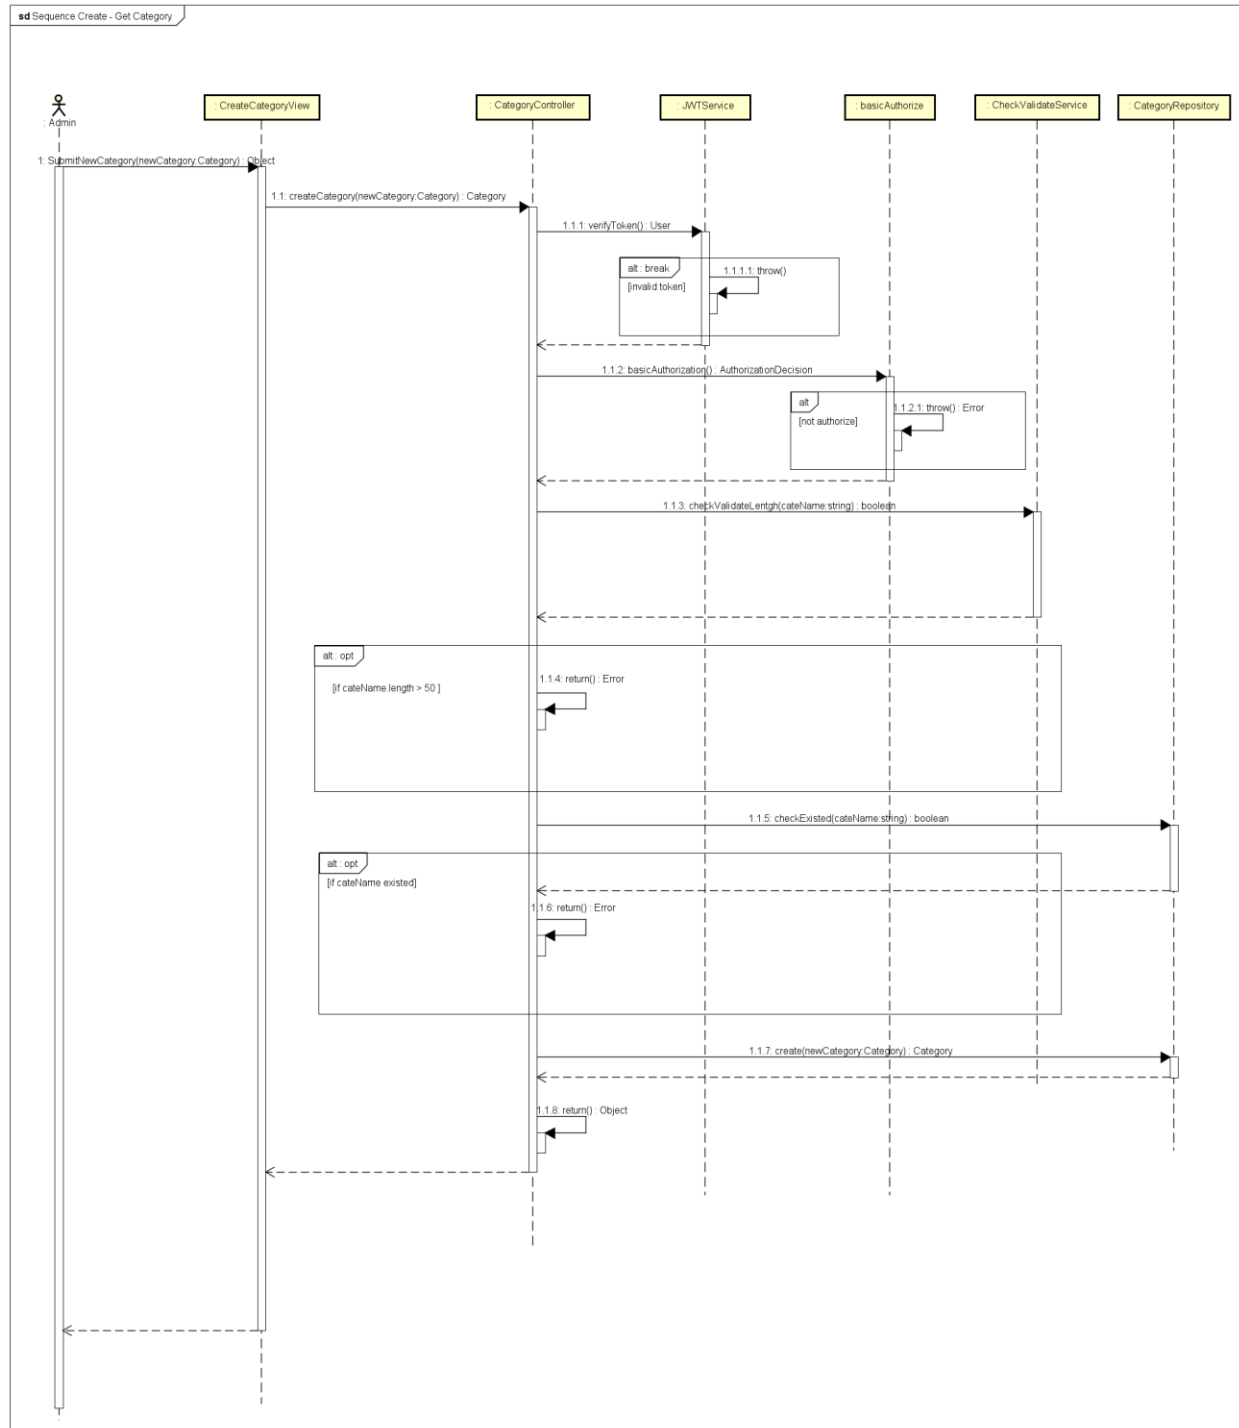 sd Sequence Create - Get Category
: Admin
: CreateCategoryView
: CategoryController
: JWTService
: basicAuthorize
: CheckValidateService
: CategoryRepository
1: SubmitNewCategory(newCategory:Category) : Object
1.1: createCategory(newCategory:Category) : Category
1.1.1: verifyToken() : User
alt : break
1.1.1.1: throw()
[invalid token]
1.1.2: basicAuthorization() : AuthorizationDecision
alt
1.1.2.1: throw() : Error
[not authorize]
1.1.3: checkValidateLentgh(cateName:string) : boolean
alt : opt
1.1.4: return() : Error
[if cateName.length > 50 ]
1.1.5: checkExisted(cateName:string) : boolean
alt : opt
[if cateName existed]
1.1.6: return() : Error
1.1.7: create(newCategory:Category) : Category
1.1.8: return() : Object